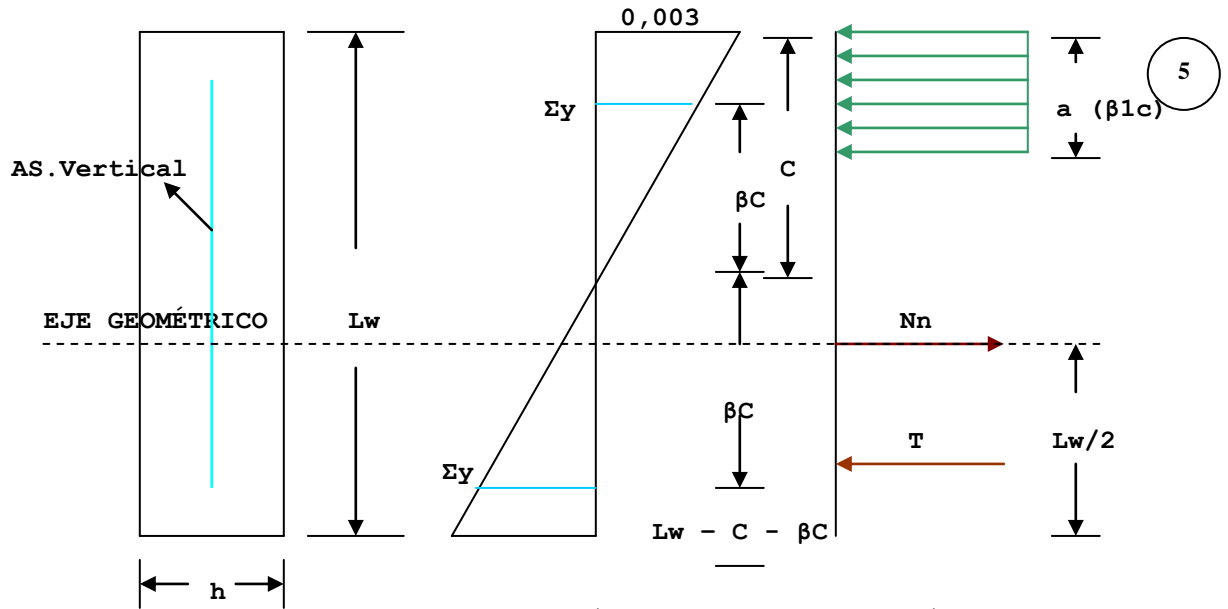 0,003
5
Σy
a (β1c)
AS.Vertical
C
βC
EJE GEOMÉTRICO
Lw
Nn
βC
T
Lw/2
Σy
Lw – C - βC
h